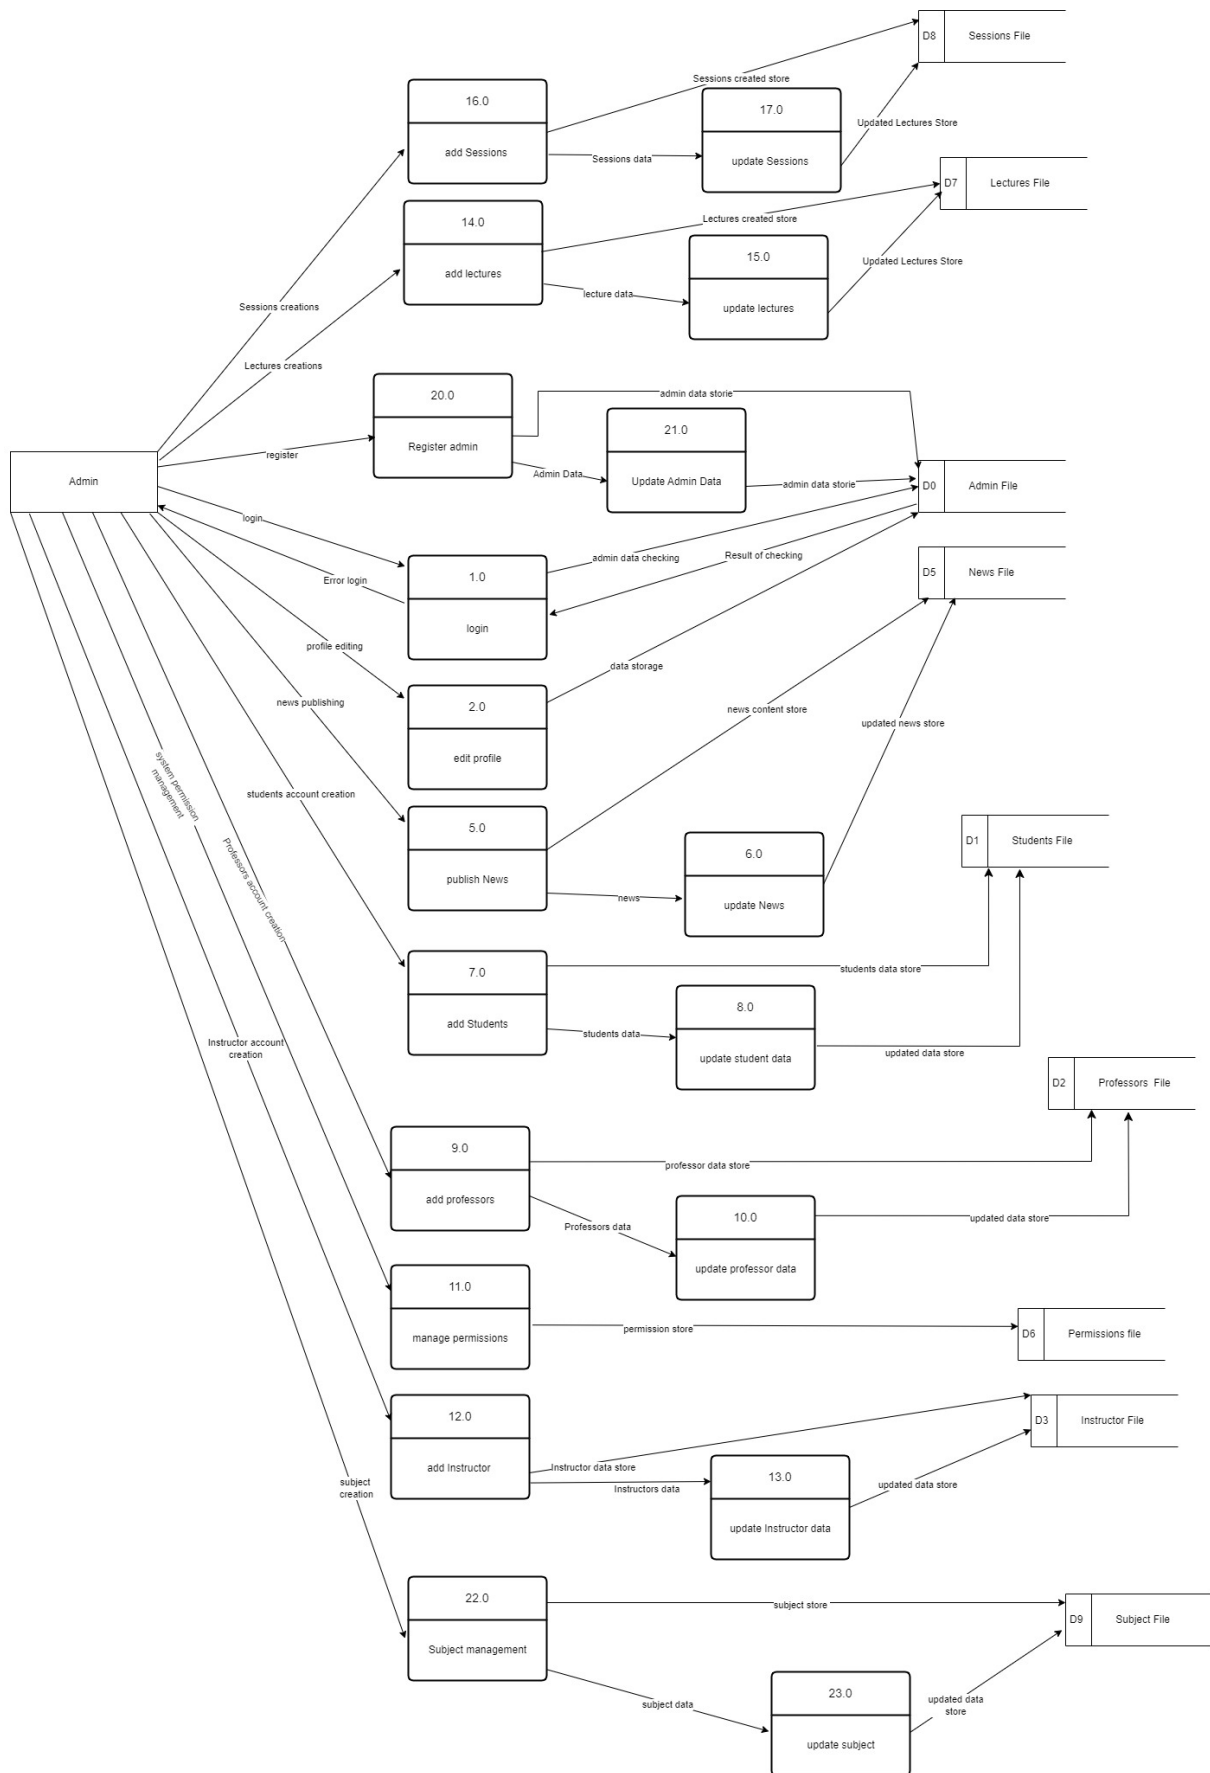 D8
Sessions File
Sessions created store
16.0
17.0
Updated Lectures Store
add Sessions
Sessions data
update Sessions
D7
Lectures File
Lectures created store
14.0
15.0
Updated Lectures Store
add lectures
lecture data
update lectures
Sessions creations
Lectures creations
20.0
admin data storie
21.0
Register admin
register
Admin Data
Update Admin Data
admin data storie
Admin
D0
Admin File
login
admin data checking
Result of checking
D5
News File
Error login
1.0
login
profile editing
data storage
2.0
news publishing
news content store
updated news store
edit profile
system permission
management
students account creation
5.0
D1
Students File
6.0
publish News
news
update News
Professors account creation
7.0
students data store
8.0
add Students
students data
update student data
updated data store
Instructor account
creation
D2
Professors  File
9.0
professor data store
add professors
10.0
updated data store
Professors data
update professor data
11.0
manage permissions
permission store
D6
Permissions file
12.0
D3
Instructor File
add Instructor
Instructor data store
13.0
Instructors data
updated data store
subject
creation
update Instructor data
22.0
subject store
D9
Subject File
Subject management
23.0
subject data
updated data
store
update subject